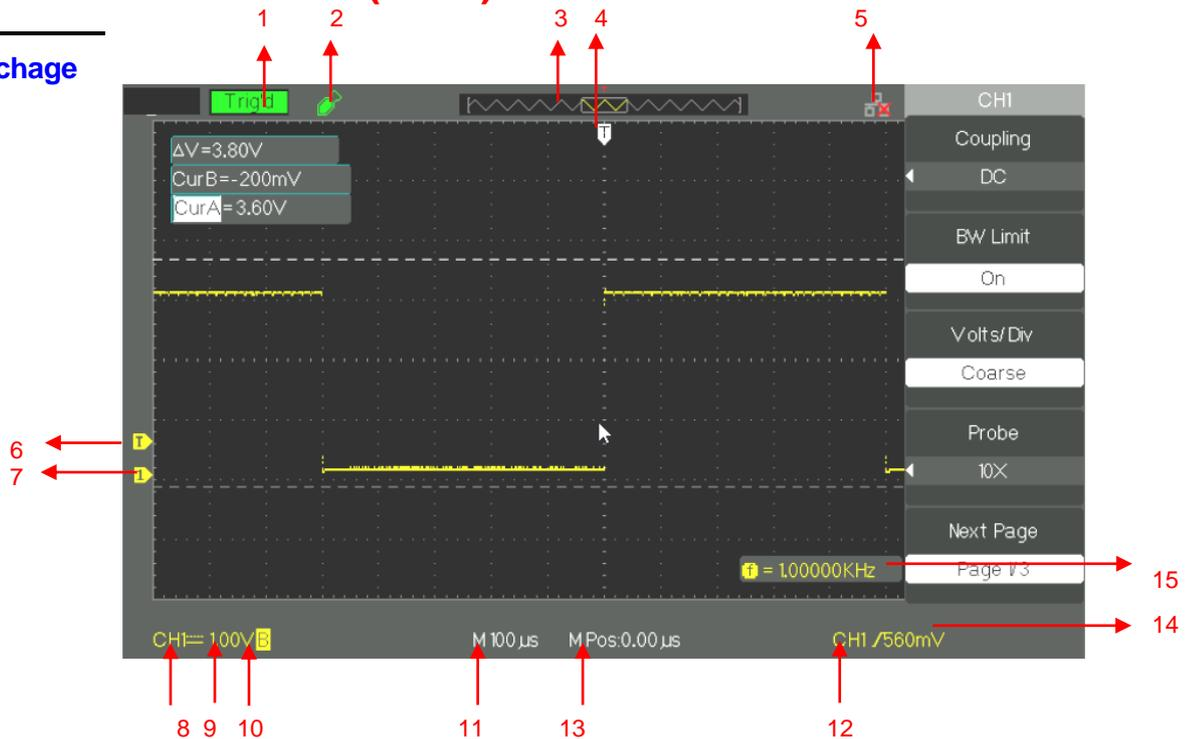 1 2 3 4 5
chage
Trig'd
T
CH1
ΔV=3.80V
CurB=-200mV
CurA=3.60V
Coupling
DC
BW Limit
On
Volts/Div
Coarse
Probe
10X
Next Page
Page 1/3
6 T
7 1
f = 1.00000KHz
15
14
CH1 1.00V B M 100 µs M Pos:0.00 µs CH1 /560mV
8 9 10 11 13 12